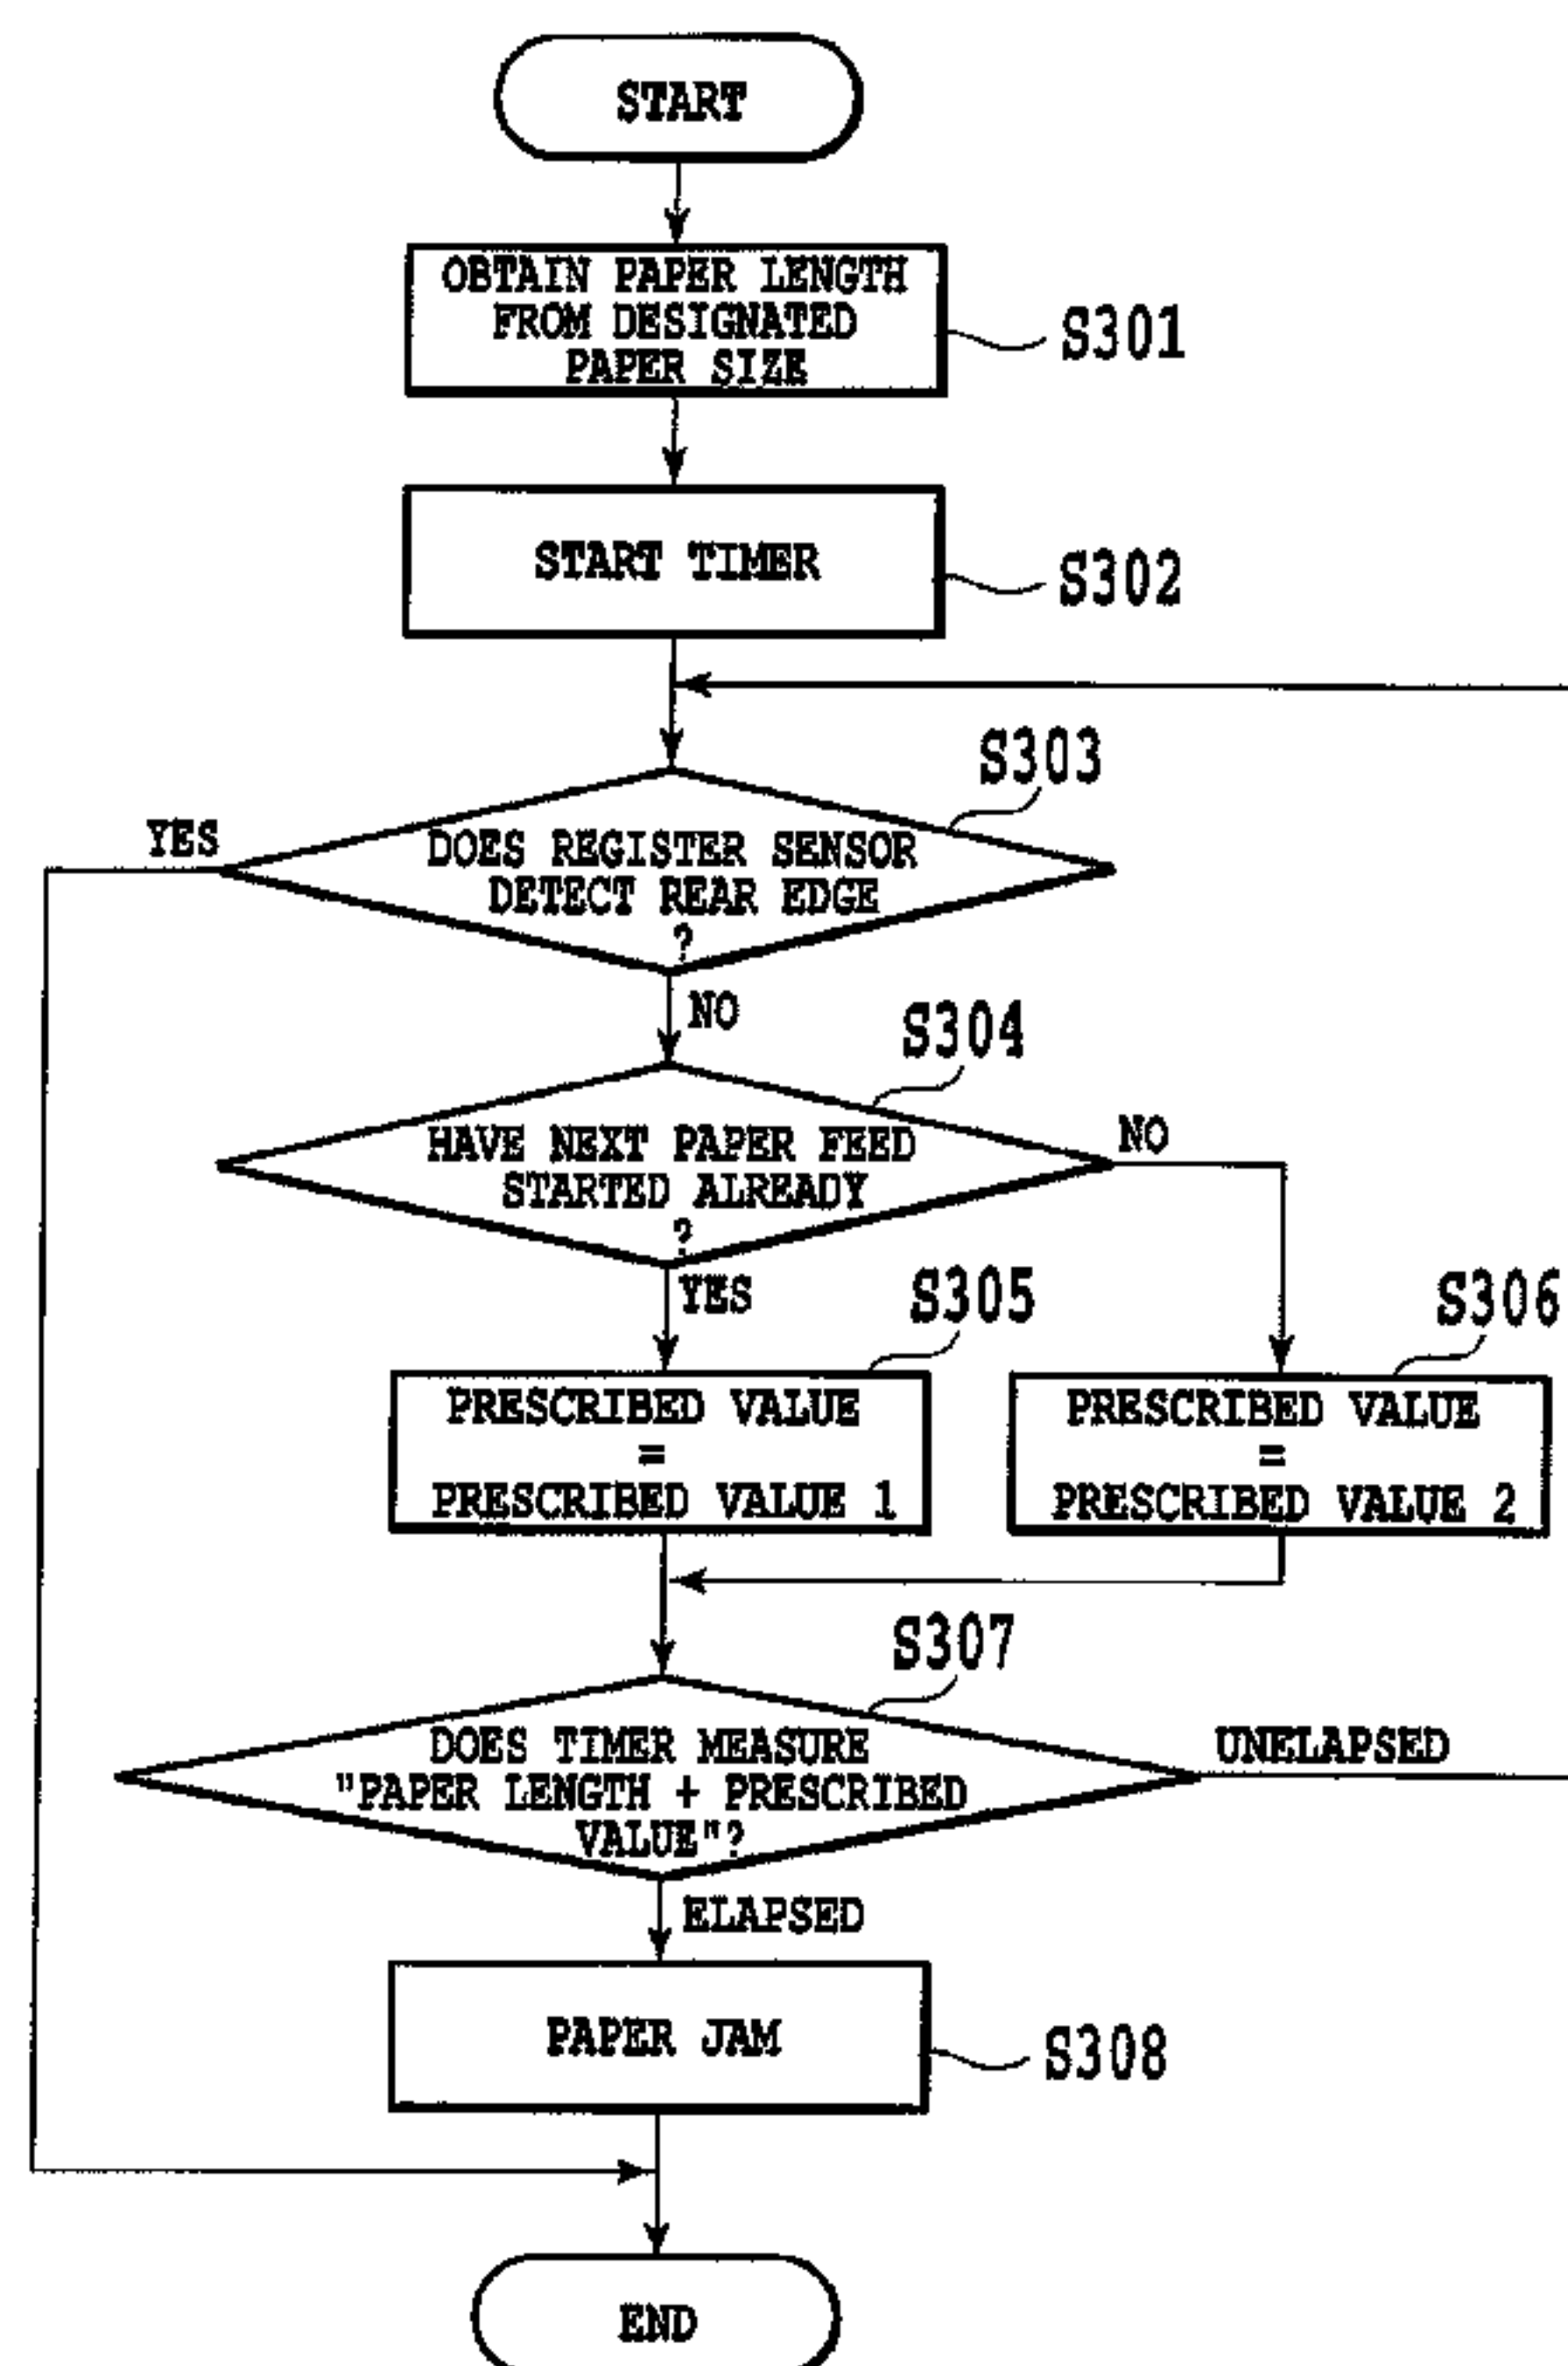 START
OBTAIN PAPER LENGTH
FROM DESIGNATED
PAPER SIZE
S301
START TIMER
S302
S303
YES
DOES REGISTER SENSOR
DETECT REAR EDGE
?
NO
S304
HAVE NEXT PAPER FEED
STARTED ALREADY
?
NO
YES
S305
S306
PRESCRIBED VALUE
=
PRESCRIBED VALUE 1
PRESCRIBED VALUE
=
PRESCRIBED VALUE 2
S307
DOES TIMER MEASURE
"PAPER LENGTH + PRESCRIBED
VALUE"?
UNELAPSED
ELAPSED
PAPER JAM
S308
END